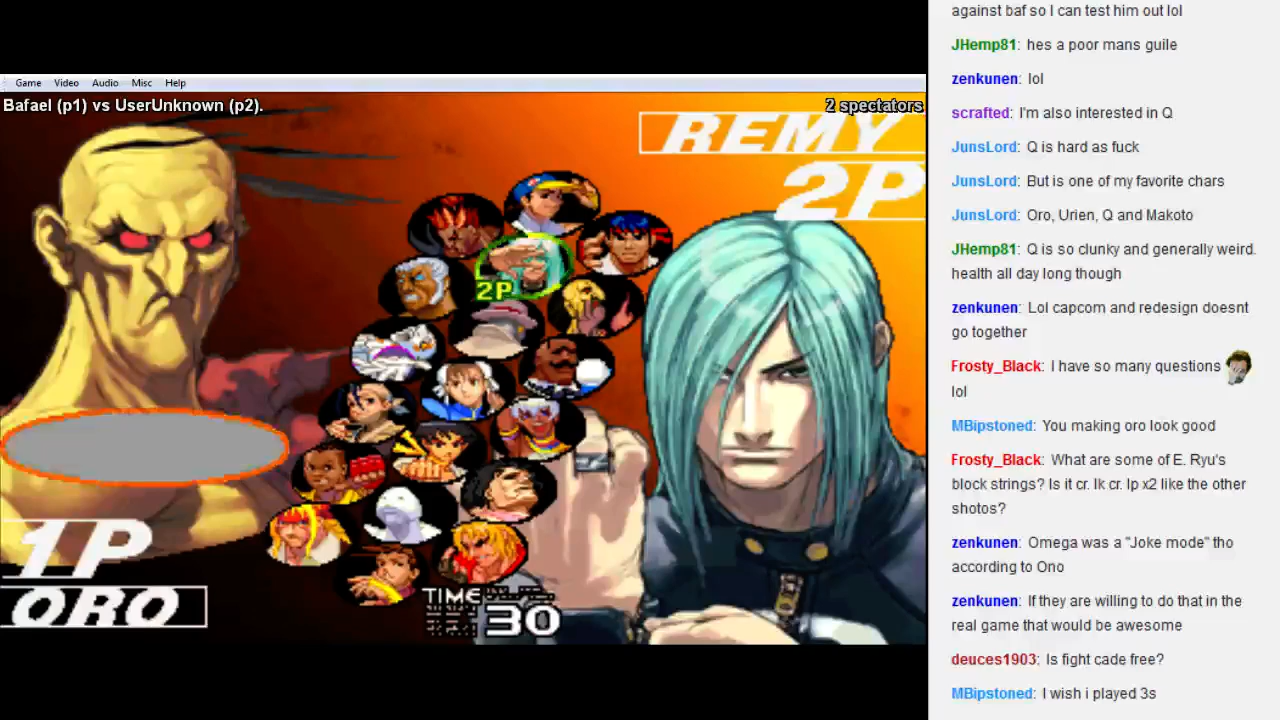 Game Video Audio Misc Help
Bafael (p1) vs UserUnknown (p2).
2 spectators
REMY
2P
2P
1P
ORO
TIME
30
against baf so I can test him out lol
JHemp81: hes a poor mans guile
zenkunen: lol
scrafted: I'm also interested in Q
JunsLord: Q is hard as fuck
JunsLord: But is one of my favorite chars
JunsLord: Oro, Urien, Q and Makoto
JHemp81: Q is so clunky and generally weird.
health all day long though
zenkunen: Lol capcom and redesign doesnt
go together
Frosty_Black: I have so many questions
lol
MBipstoned: You making oro look good
Frosty_Black: What are some of E. Ryu's
block strings? Is it cr. lk cr. lp x2 like the other
shotos?
zenkunen: Omega was a "Joke mode" tho
according to Ono
zenkunen: If they are willing to do that in the
real game that would be awesome
deuces1903: Is fight cade free?
MBipstoned: I wish i played 3s